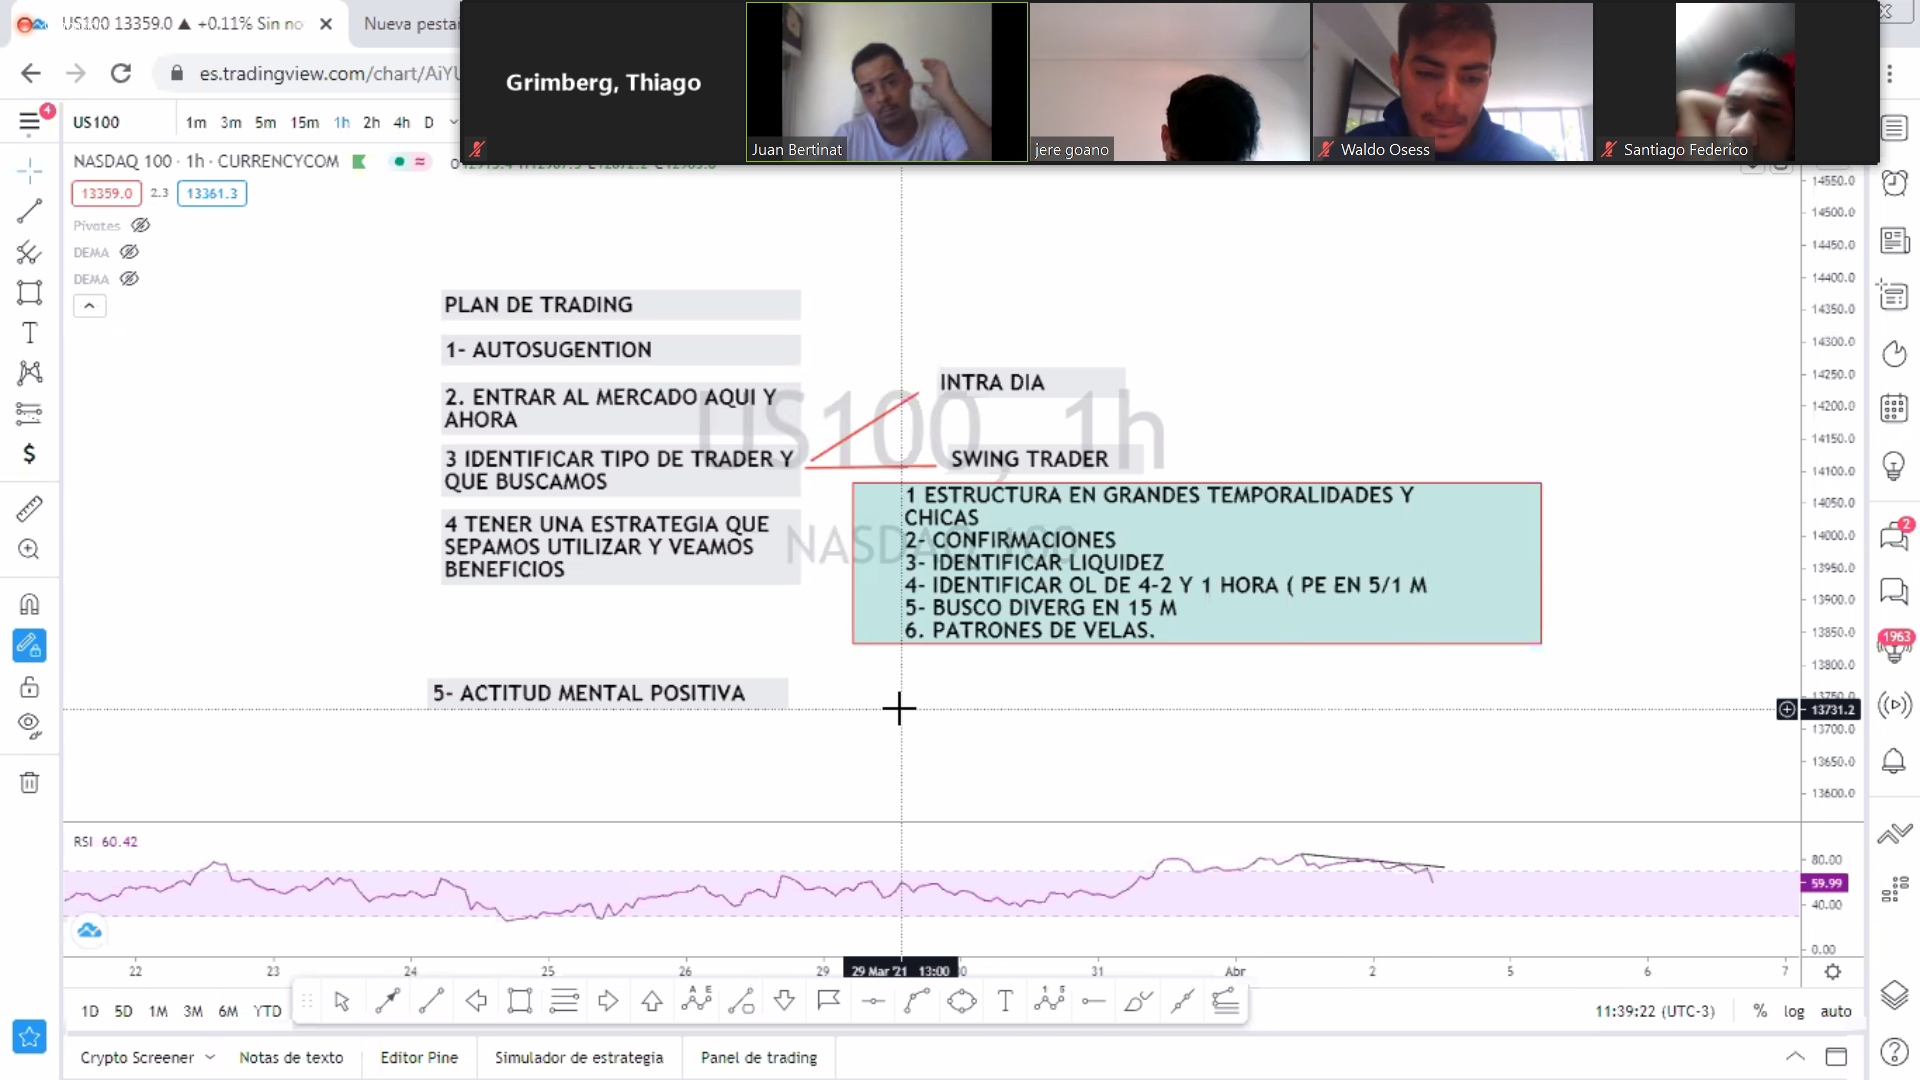 US100 13359.0 ▲ +0.11% Sin no
Nueva pesta
es.tradingview.com/chart/AiYU
Grimberg, Thiago
Juan Bertinat
jere goano
Waldo Osess
Santiago Federico
4
US100
1m 3m 5m 15m 1h 2h 4h D
NASDAQ 100 · 1h · CURRENCYCOM
13359.0
2.3
13361.3
Pivotes
DEMA
DEMA
US100, 1h
NASDAQ 100
PLAN DE TRADING
1- AUTOSUGENTION
2. ENTRAR AL MERCADO AQUI Y
AHORA
3 IDENTIFICAR TIPO DE TRADER Y
QUE BUSCAMOS
4 TENER UNA ESTRATEGIA QUE
SEPAMOS UTILIZAR Y VEAMOS
BENEFICIOS
5- ACTITUD MENTAL POSITIVA
INTRA DIA
SWING TRADER
1 ESTRUCTURA EN GRANDES TEMPORALIDADES Y
CHICAS
2- CONFIRMACIONES
3- IDENTIFICAR LIQUIDEZ
4- IDENTIFICAR OL DE 4-2 Y 1 HORA ( PE EN 5/1 M
5- BUSCO DIVERG EN 15 M
6. PATRONES DE VELAS.
14550.0
14500.0
14450.0
14400.0
14350.0
14300.0
14250.0
14200.0
14150.0
14100.0
14050.0
14000.0
13950.0
13900.0
13850.0
13800.0
13750.0
13731.2
13700.0
13650.0
13600.0
2
1963
RSI 60.42
80.00
59.99
40.00
0.00
22 23 24 25 26 29 29 Mar '21 13:00 31 Abr 2 5 6 7
1D 5D 1M 3M 6M YTD
11:39:22 (UTC-3)
% log auto
Crypto Screener
Notas de texto
Editor Pine
Simulador de estrategia
Panel de trading